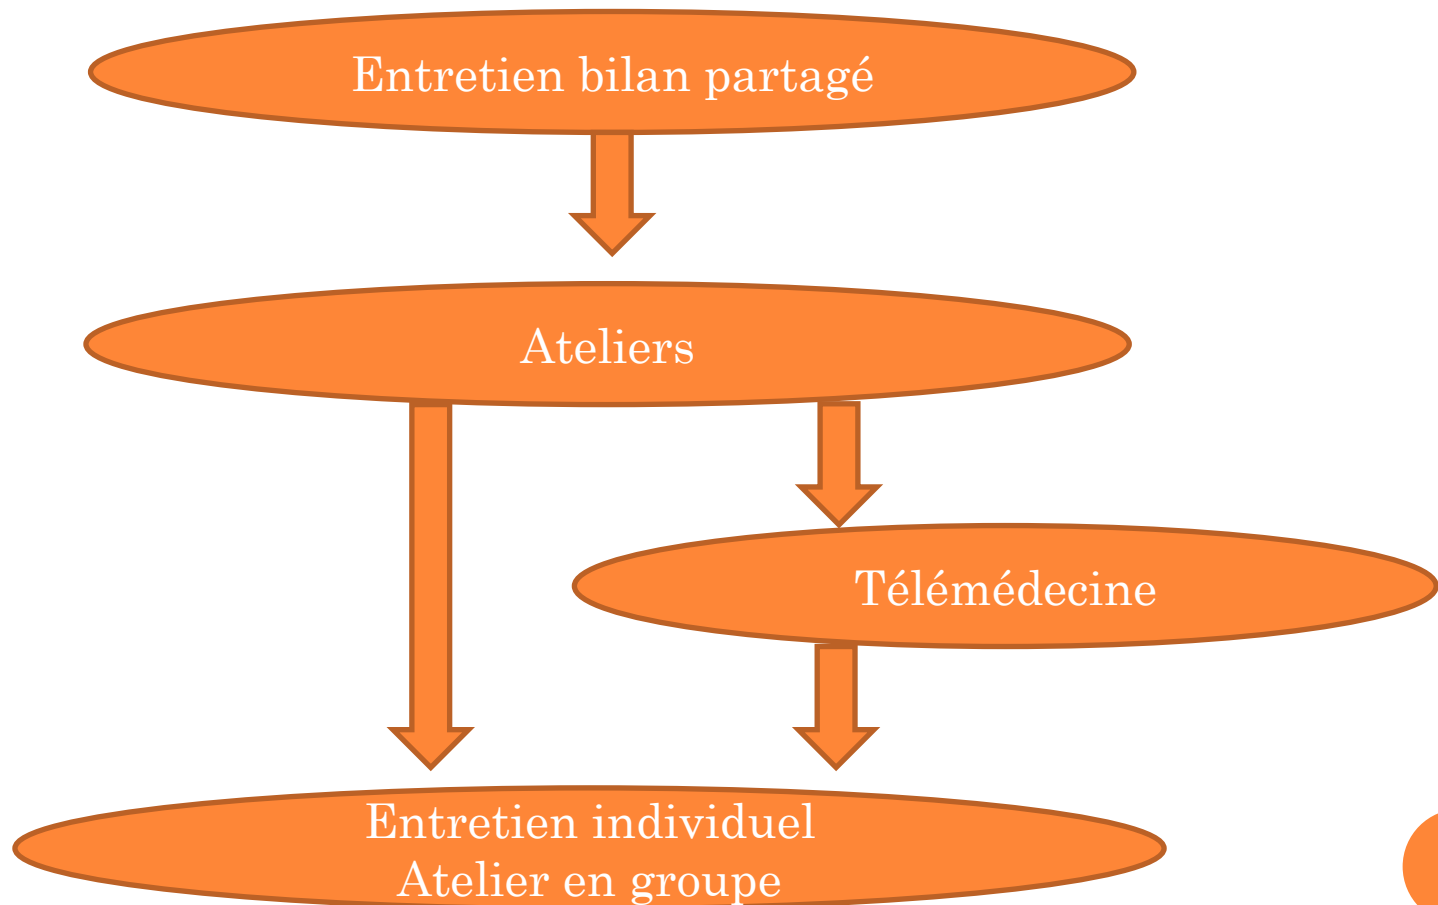 Entretien bilan partagé
Ateliers
Télémédecine
Entretien individuel
Atelier en groupe